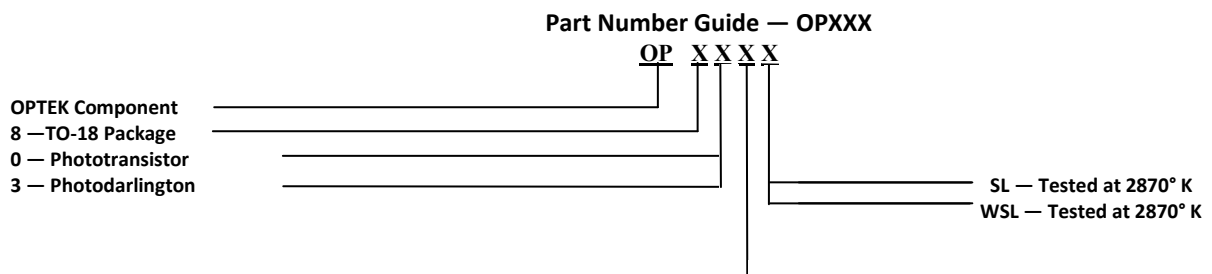 Part Number Guide — OPXXX
OP X X X X
OPTEK Component
8 —TO-18 Package
0 — Phototransistor
3 — Photodarlington
SL — Tested at 2870° K
WSL — Tested at 2870° K